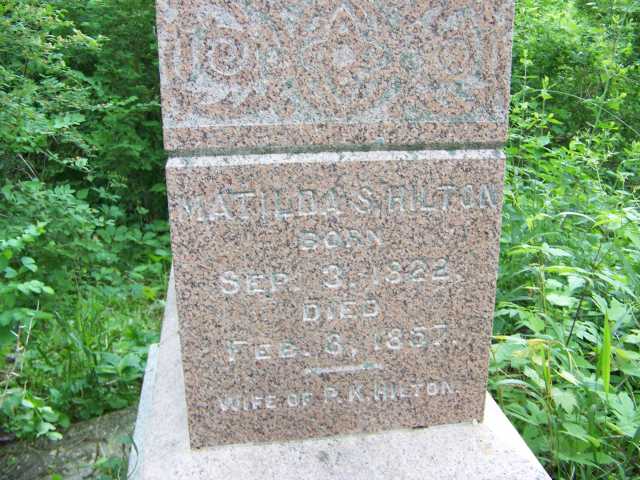 MATILDA S. HILTON
BORN
SEP. 3, 1822.
DIED
FEB. 3, 1857.
WIFE OF P. K. HILTON.